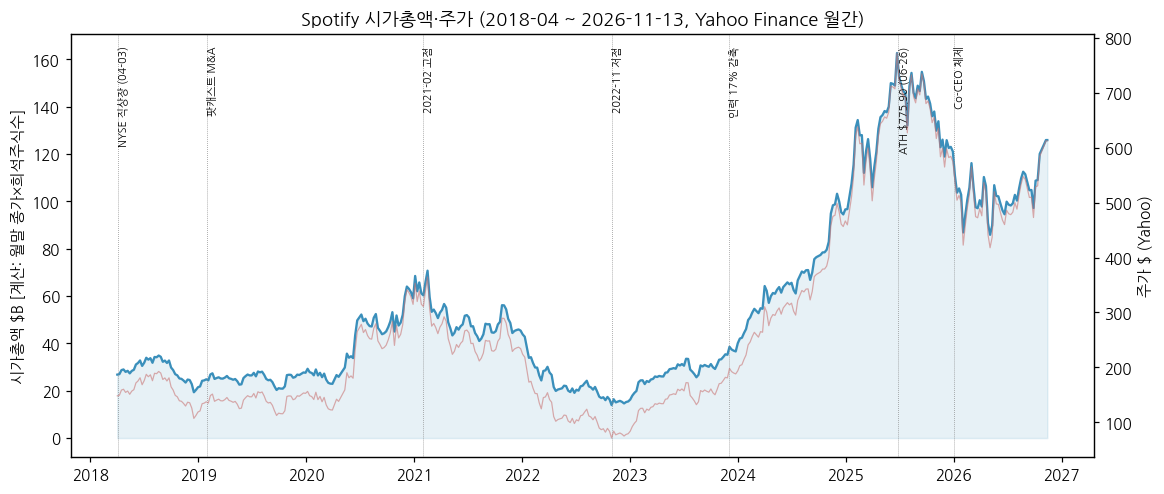 Spotify 시가총액·주가 (2018-04 ~ 2026-11-13, Yahoo Finance 월간)
시가총액 $B [계산: 월말 종가×희석주식수]
160
140
120
100
80
60
40
20
0
NYSE 직상장 (04-03)
팟캐스트 M&A
2021-02 고점
2022-11 저점
인력 17% 감축
ATH $775.90 (06-26)
Co-CEO 체제
800
700
600
500
400
300
200
100
주가 $ (Yahoo)
2018
2019
2020
2021
2022
2023
2024
2025
2026
2027